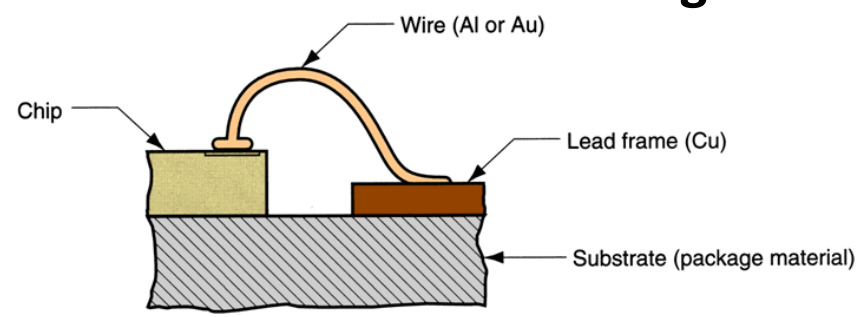 Wire (Al or Au)
Chip
Lead frame (Cu)
Substrate (package material)